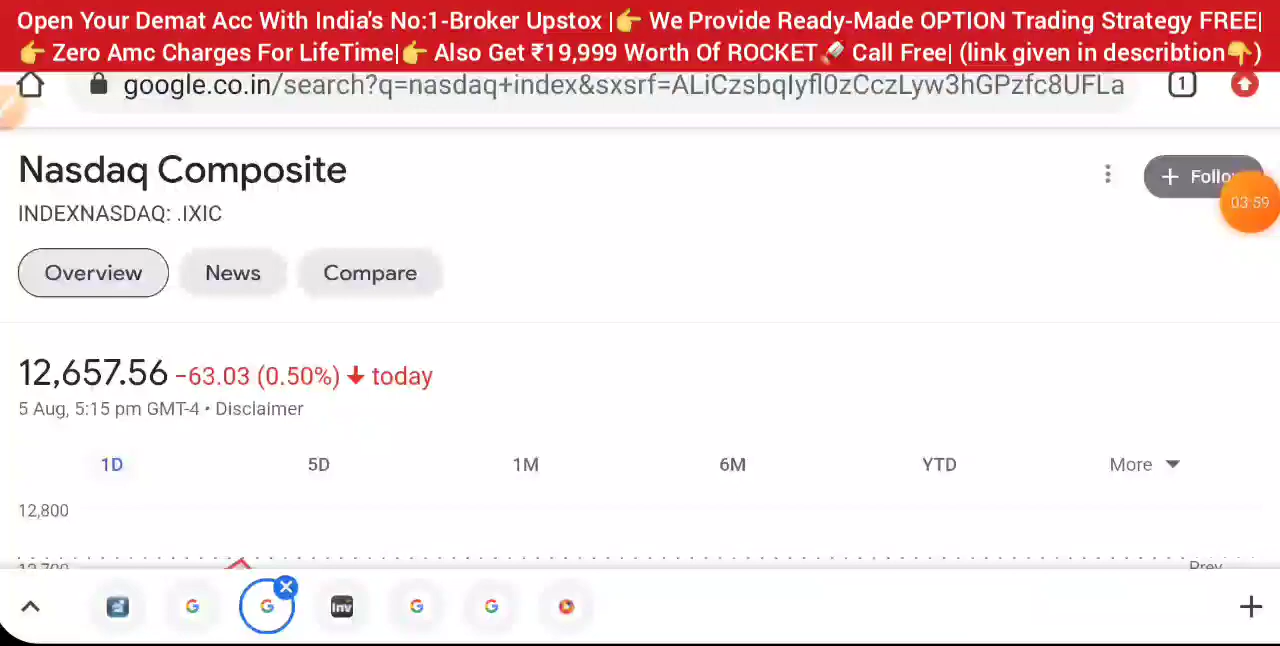 Open Your Demat Acc With India's No:1-Broker Upstox |👉 We Provide Ready-Made OPTION Trading Strategy FREE|
👉 Zero Amc Charges For LifeTime|👉 Also Get ₹19,999 Worth Of ROCKET🚀 Call Free| (link given in describtion👇)
google.co.in/search?q=nasdaq+index&sxsrf=ALiCzsbqIyfl0zCczLyw3hGPzfc8UFLa
1
Nasdaq Composite
+ Follow
03:59
INDEXNASDAQ: .IXIC
Overview
News
Compare
12,657.56 −63.03 (0.50%) ↓ today
5 Aug, 5:15 pm GMT-4 • Disclaimer
1D 5D 1M 6M YTD More
12,800
12,700
Prev
Inv